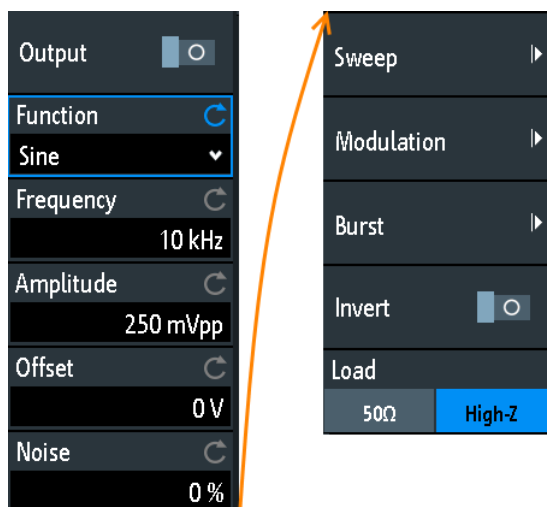 Output
Function
Sine
Frequency
10 kHz
Amplitude
250 mVpp
Offset
0 V
Noise
0 %
Sweep
Modulation
Burst
Invert
Load
50Ω High-Z